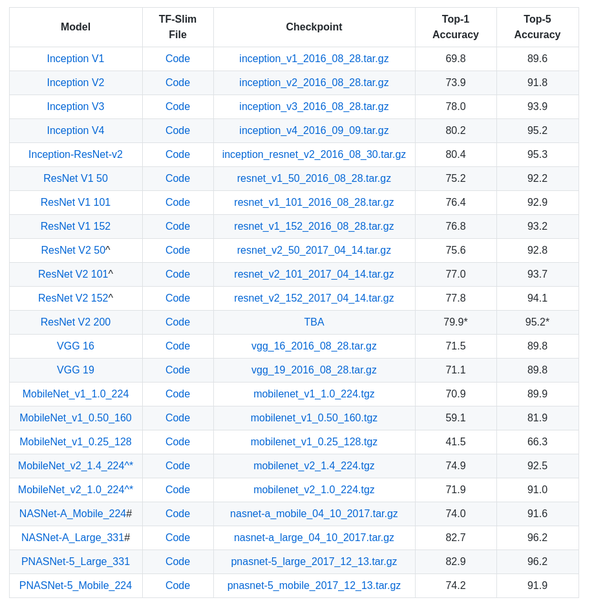 Model TF-Slim File Checkpoint Top-1 Accuracy Top-5 Accuracy
Inception V1 Code inception_v1_2016_08_28.tar.gz 69.8 89.6
Inception V2 Code inception_v2_2016_08_28.tar.gz 73.9 91.8
Inception V3 Code inception_v3_2016_08_28.tar.gz 78.0 93.9
Inception V4 Code inception_v4_2016_09_09.tar.gz 80.2 95.2
Inception-ResNet-v2 Code inception_resnet_v2_2016_08_30.tar.gz 80.4 95.3
ResNet V1 50 Code resnet_v1_50_2016_08_28.tar.gz 75.2 92.2
ResNet V1 101 Code resnet_v1_101_2016_08_28.tar.gz 76.4 92.9
ResNet V1 152 Code resnet_v1_152_2016_08_28.tar.gz 76.8 93.2
ResNet V2 50^ Code resnet_v2_50_2017_04_14.tar.gz 75.6 92.8
ResNet V2 101^ Code resnet_v2_101_2017_04_14.tar.gz 77.0 93.7
ResNet V2 152^ Code resnet_v2_152_2017_04_14.tar.gz 77.8 94.1
ResNet V2 200 Code TBA 79.9* 95.2*
VGG 16 Code vgg_16_2016_08_28.tar.gz 71.5 89.8
VGG 19 Code vgg_19_2016_08_28.tar.gz 71.1 89.8
MobileNet_v1_1.0_224 Code mobilenet_v1_1.0_224.tgz 70.9 89.9
MobileNet_v1_0.50_160 Code mobilenet_v1_0.50_160.tgz 59.1 81.9
MobileNet_v1_0.25_128 Code mobilenet_v1_0.25_128.tgz 41.5 66.3
MobileNet_v2_1.4_224^* Code mobilenet_v2_1.4_224.tgz 74.9 92.5
MobileNet_v2_1.0_224^* Code mobilenet_v2_1.0_224.tgz 71.9 91.0
NASNet-A_Mobile_224# Code nasnet-a_mobile_04_10_2017.tar.gz 74.0 91.6
NASNet-A_Large_331# Code nasnet-a_large_04_10_2017.tar.gz 82.7 96.2
PNASNet-5_Large_331 Code pnasnet-5_large_2017_12_13.tar.gz 82.9 96.2
PNASNet-5_Mobile_224 Code pnasnet-5_mobile_2017_12_13.tar.gz 74.2 91.9